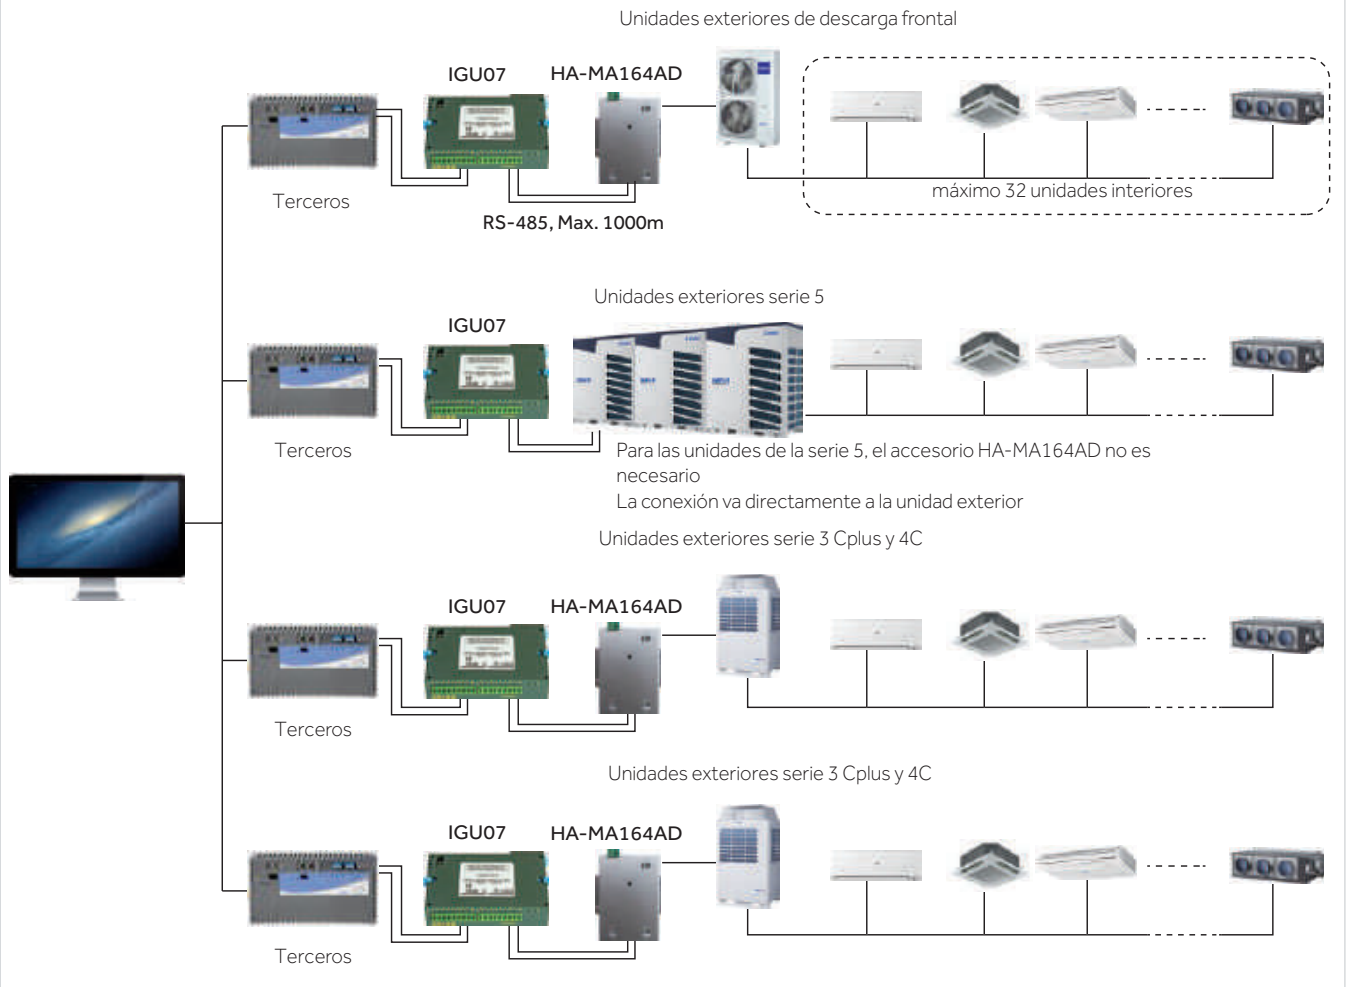 Unidades exteriores de descarga frontal
IGU07
HA-MA164AD
Terceros
máximo 32 unidades interiores
RS-485, Max. 1000m
Unidades exteriores serie 5
IGU07
Terceros
Para las unidades de la serie 5, el accesorio HA-MA164AD no es
necesario
La conexión va directamente a la unidad exterior
Unidades exteriores serie 3 Cplus y 4C
IGU07
HA-MA164AD
Terceros
Unidades exteriores serie 3 Cplus y 4C
IGU07
HA-MA164AD
Terceros